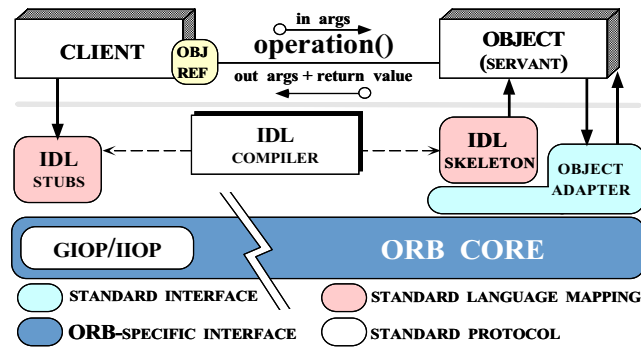 in args
CLIENT
OBJ
REF
operation()
OBJECT
(SERVANT)
out args + return value
IDL
STUBS
IDL
COMPILER
IDL
SKELETON
OBJECT
ADAPTER
GIOP/IIOP
ORB CORE
STANDARD INTERFACE
STANDARD LANGUAGE MAPPING
ORB-SPECIFIC INTERFACE
STANDARD PROTOCOL